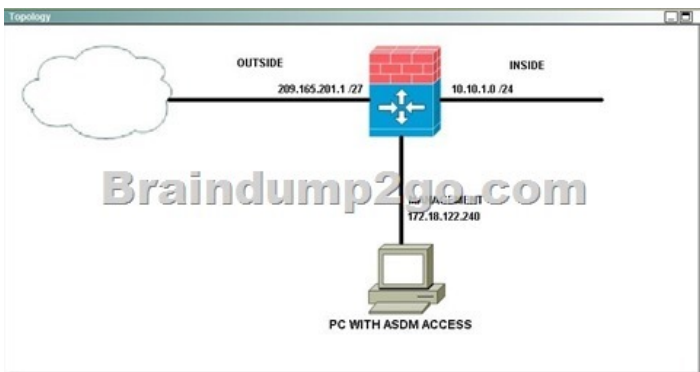 Topology
OUTSIDE
INSIDE
209.165.201.1 /27
10.10.1.0 /24
Braindump2go.com
MANAGEMENT
172.18.122.240
PC WITH ASDM ACCESS